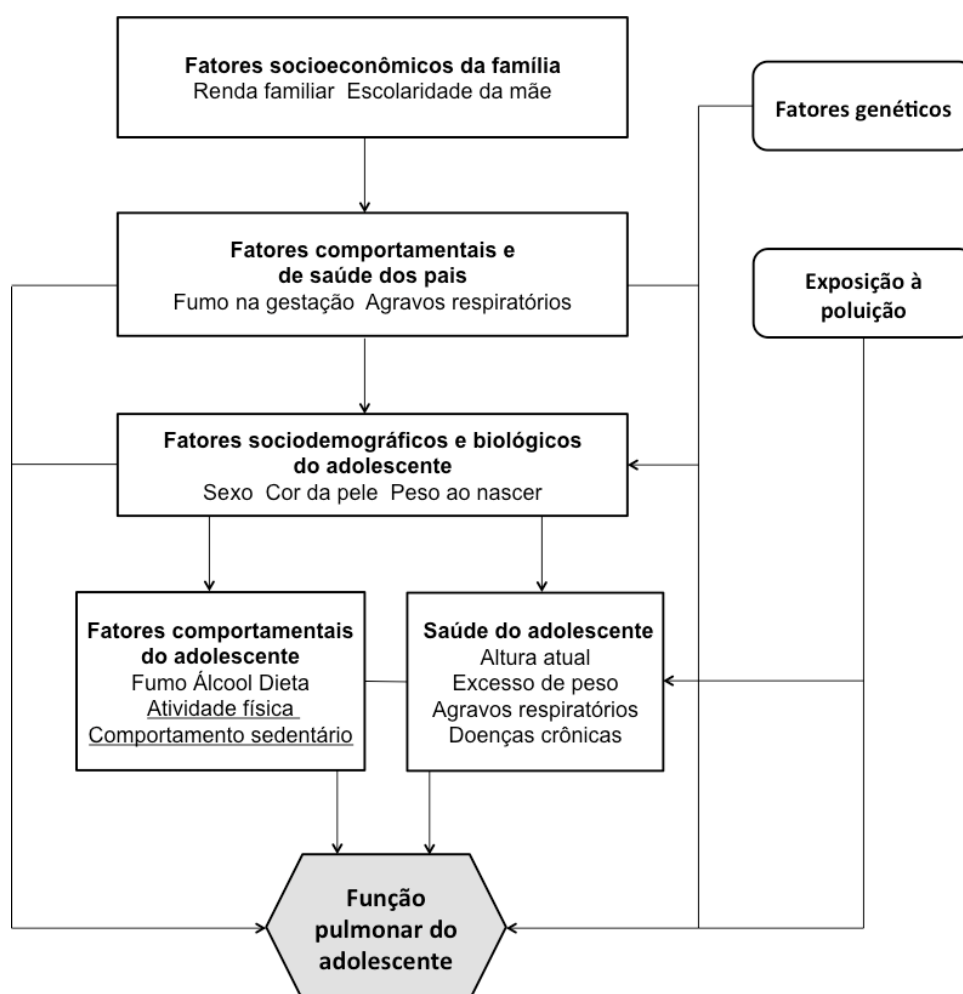 Fatores socioeconômicos da família
Renda familiar Escolaridade da mãe
Fatores genéticos
Fatores comportamentais e
de saúde dos pais
Fumo na gestação Agravos respiratórios
Exposição à
poluição
Fatores sociodemográficos e biológicos
do adolescente
Sexo Cor da pele Peso ao nascer
Fatores comportamentais
do adolescente
Fumo Álcool Dieta
Atividade física
Comportamento sedentário
Saúde do adolescente
Altura atual
Excesso de peso
Agravos respiratórios
Doenças crônicas
Função
pulmonar do
adolescente